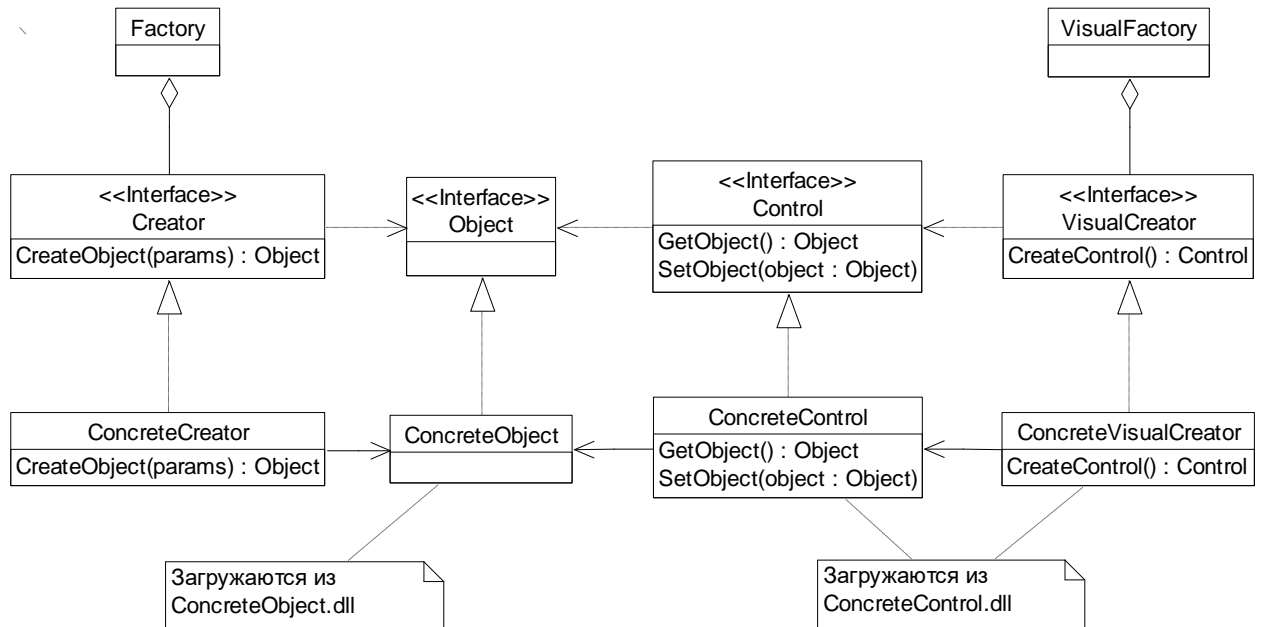 Factory
VisualFactory
<<Interface>>
Creator
CreateObject(params) : Object
<<Interface>>
Object
<<Interface>>
Control
GetObject() : Object
SetObject(object : Object)
<<Interface>>
VisualCreator
CreateControl() : Control
ConcreteCreator
CreateObject(params) : Object
ConcreteObject
ConcreteControl
GetObject() : Object
SetObject(object : Object)
ConcreteVisualCreator
CreateControl() : Control
Загружаются из
ConcreteObject.dll
Загружаются из
ConcreteControl.dll